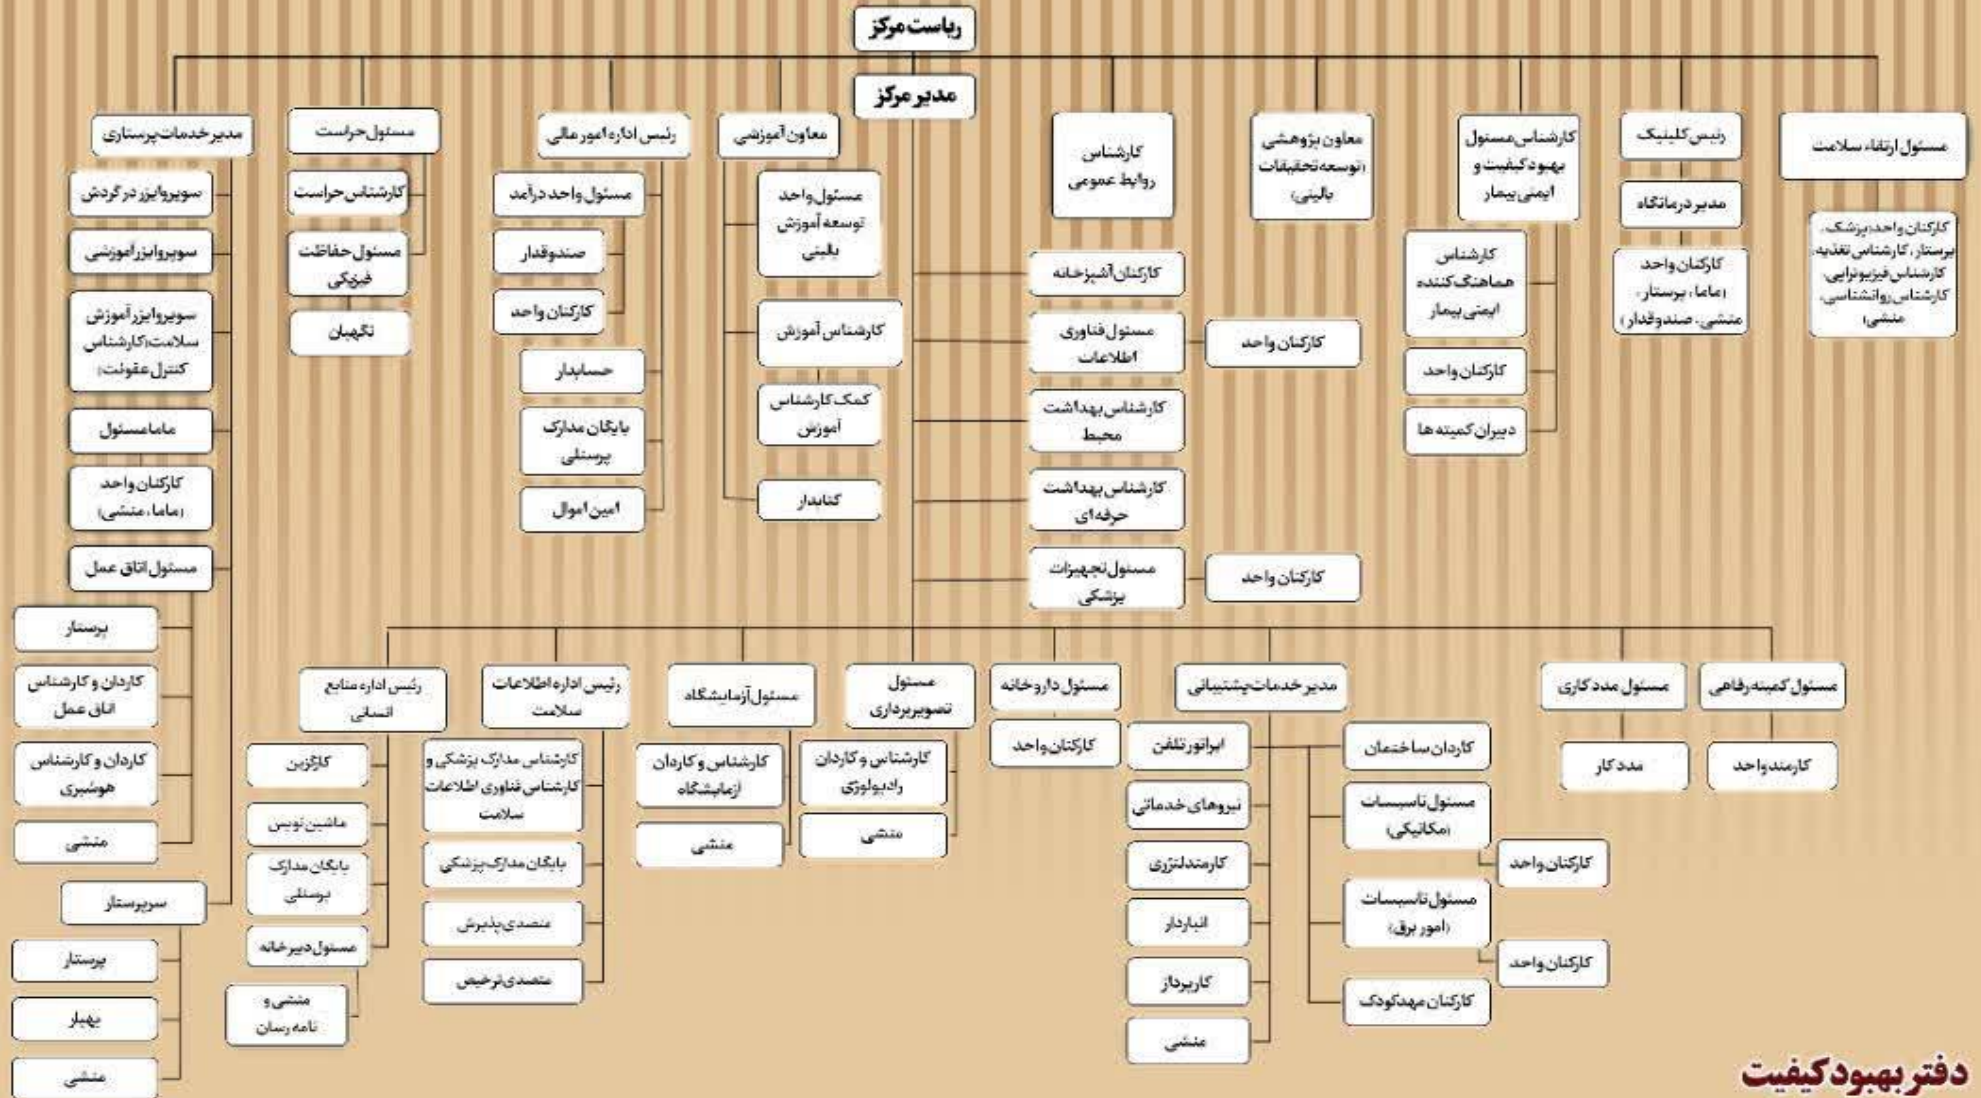 ریاست مرکز
مدیر مرکز
مسئول ارتقاء سلامت
کارکنان واحد(پزشک،
پرستار، کارشناس تغذیه،
کارشناس فیزیوتراپی،
کارشناس روانشناسی،
منشی)
رئیس کلینیک
مدیر درمانگاه
کارکنان واحد
(ماما، پرستار،
منشی، صندوقدار)
کارشناس مسئول
بهبود کیفیت و
ایمنی بیمار
کارشناس
هماهنگ کننده
ایمنی بیمار
کارکنان واحد
دبیران کمیته ها
معاون پژوهشی
(توسعه تحقیقات
بالینی)
کارشناس
روابط عمومی
کارکنان آشپزخانه
مسئول فناوری
اطلاعات
کارکنان واحد
کارشناس بهداشت
محیط
کارشناس بهداشت
حرفه ای
مسئول تجهیزات
پزشکی
کارکنان واحد
معاون آموزشی
مسئول واحد
توسعه آموزش
بالینی
کارشناس آموزش
کمک کارشناس
آموزش
کتابدار
رئیس اداره امور مالی
مسئول واحد درآمد
صندوقدار
کارکنان واحد
حسابدار
بایگان مدارک
پرسنلی
امین اموال
مسئول حراست
کارشناس حراست
مسئول حفاظت
فیزیکی
نگهبان
مدیر خدمات پرستاری
سوپروایزر در گردش
سوپروایزر آموزشی
سوپروایزر آموزش
سلامت(کارشناس
کنترل عفونت)
ماما مسئول
کارکنان واحد
(ماما، منشی)
مسئول اتاق عمل
پرستار
کاردان و کارشناس
اتاق عمل
کاردان و کارشناس
هوشبری
منشی
سرپرستار
پرستار
بهیار
منشی
مسئول کمیته رفاهی
کارمند واحد
مسئول مددکاری
مددکار
مدیر خدمات پشتیبانی
کاردان ساختمان
مسئول تاسیسات
(مکانیکی)
کارکنان واحد
مسئول تاسیسات
(امور برق)
کارکنان واحد
کارکنان مهدکودک
اپراتور تلفن
نیروهای خدماتی
کارمند لنژری
انباردار
کارپرداز
منشی
مسئول داروخانه
کارکنان واحد
مسئول
تصویربرداری
کارشناس و کاردان
رادیولوژی
منشی
مسئول آزمایشگاه
کارشناس و کاردان
آزمایشگاه
منشی
رئیس اداره اطلاعات
سلامت
کارشناس مدارک پزشکی و
کارشناس فناوری اطلاعات
سلامت
بایگان مدارک پزشکی
متصدی پذیرش
متصدی ترخیص
رئیس اداره منابع
انسانی
کارگزین
ماشین نویس
بایگان مدارک
پرسنلی
مسئول دبیرخانه
منشی و
نامه رسان
دفتر بهبود کیفیت